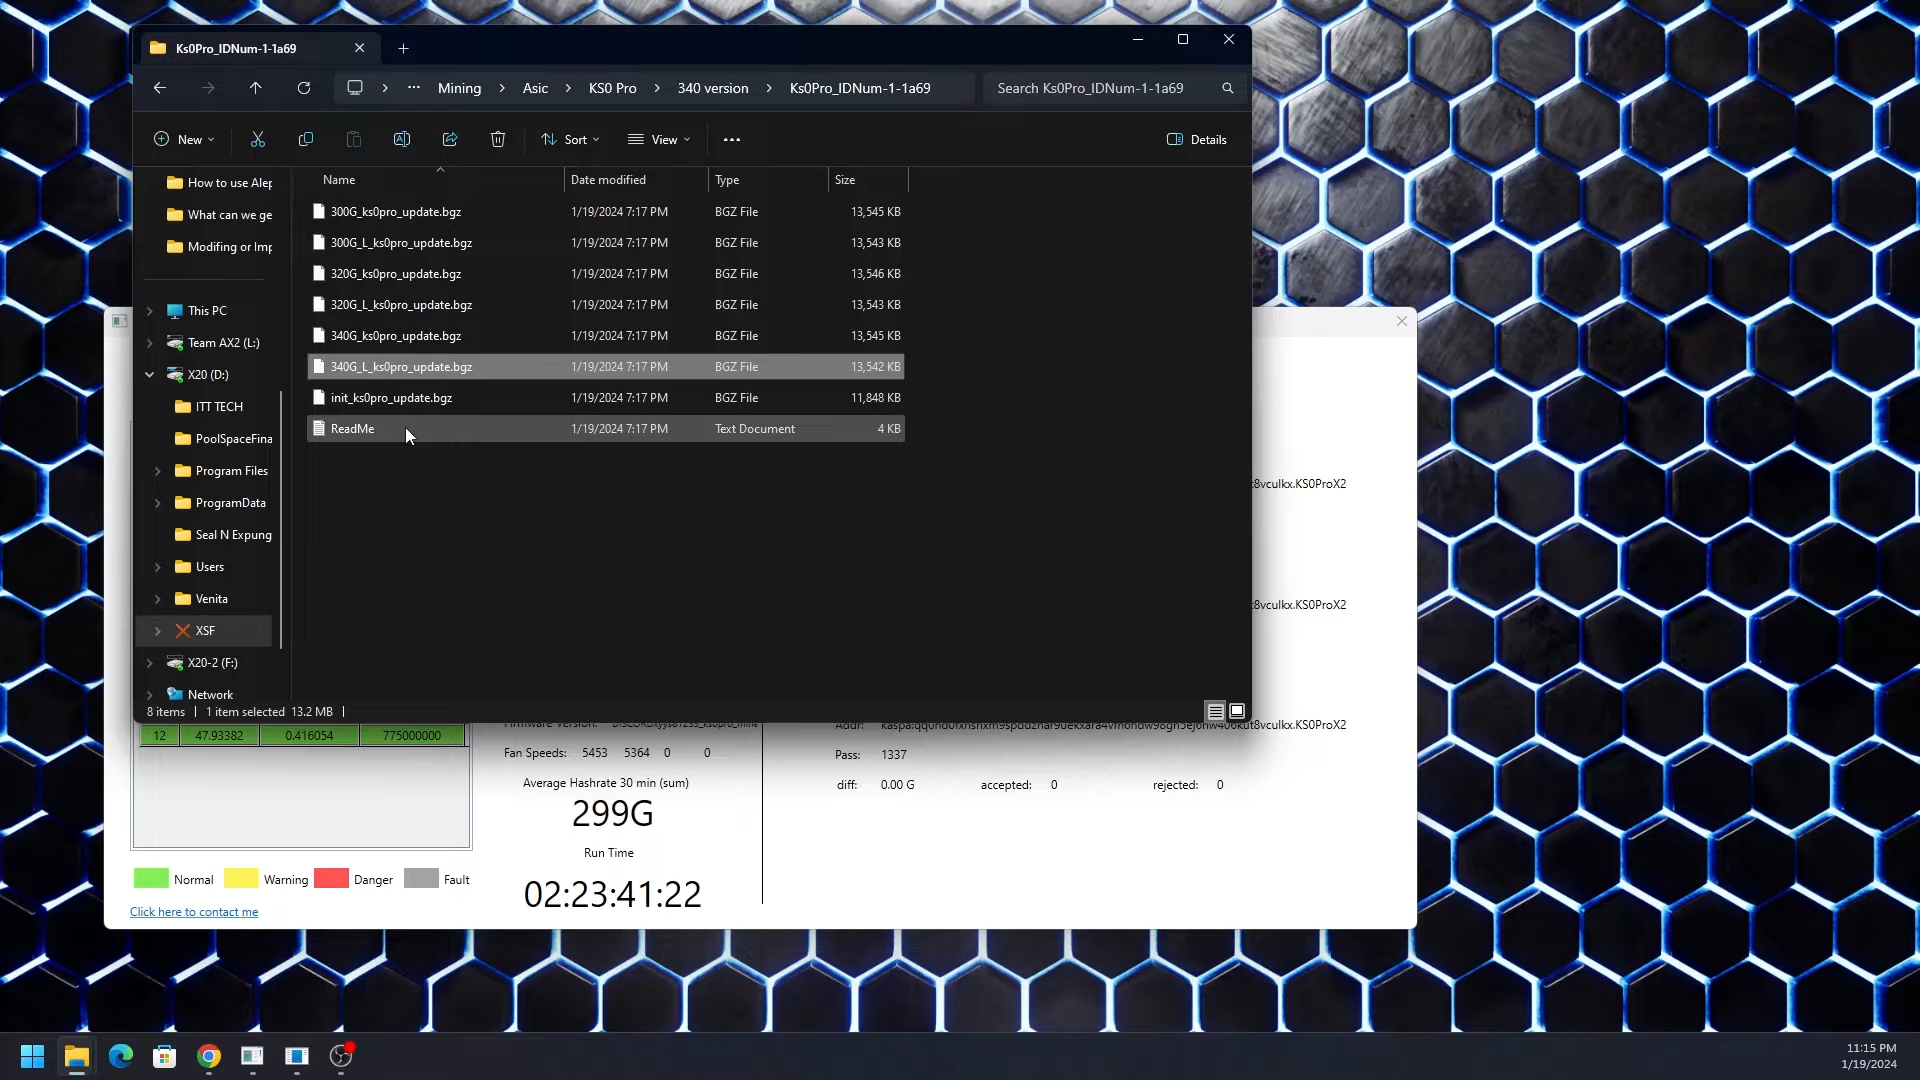 Ks0Pro_IDNum-1-1a69
Mining > Asic > KS0 Pro > 340 version > Ks0Pro_IDNum-1-1a69
Search Ks0Pro_IDNum-1-1a69
New
Sort
View
Details
Name Date modified Type Size
300G_ks0pro_update.bgz 1/19/2024 7:17 PM BGZ File 13,545 KB
300G_L_ks0pro_update.bgz 1/19/2024 7:17 PM BGZ File 13,543 KB
320G_ks0pro_update.bgz 1/19/2024 7:17 PM BGZ File 13,546 KB
320G_L_ks0pro_update.bgz 1/19/2024 7:17 PM BGZ File 13,543 KB
340G_ks0pro_update.bgz 1/19/2024 7:17 PM BGZ File 13,545 KB
340G_L_ks0pro_update.bgz 1/19/2024 7:17 PM BGZ File 13,542 KB
init_ks0pro_update.bgz 1/19/2024 7:17 PM BGZ File 11,848 KB
ReadMe 1/19/2024 7:17 PM Text Document 4 KB
How to use Alep
What can we ge
Modifing or Imp
This PC
Team AX2 (L:)
X20 (D:)
ITT TECH
PoolSpaceFina
Program Files
ProgramData
Seal N Expung
Users
Venita
XSF
X20-2 (F:)
Network
8 items 1 item selected 13.2 MB
t8vculkx.KS0ProX2
t8vculkx.KS0ProX2
12 47.93382 0.416054 775000000
Fan Speeds: 5453 5364 0 0
Average Hashrate 30 min (sum)
299G
Run Time
02:23:41:22
Pass: 1337
diff: 0.00 G accepted: 0 rejected: 0
Normal Warning Danger Fault
Click here to contact me
11:15 PM
1/19/2024